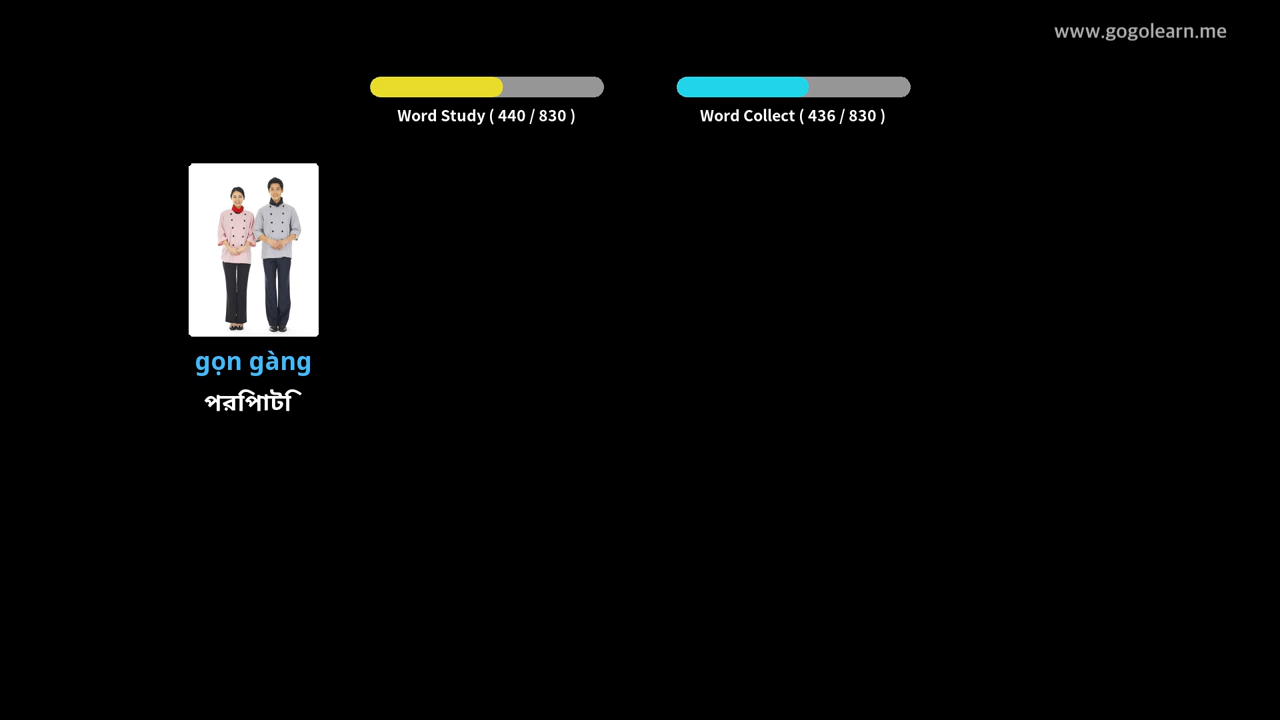 www.gogolearn.me
Word Study ( 440 / 830 )
Word Collect ( 436 / 830 )
gọn gàng
পরিপাটি